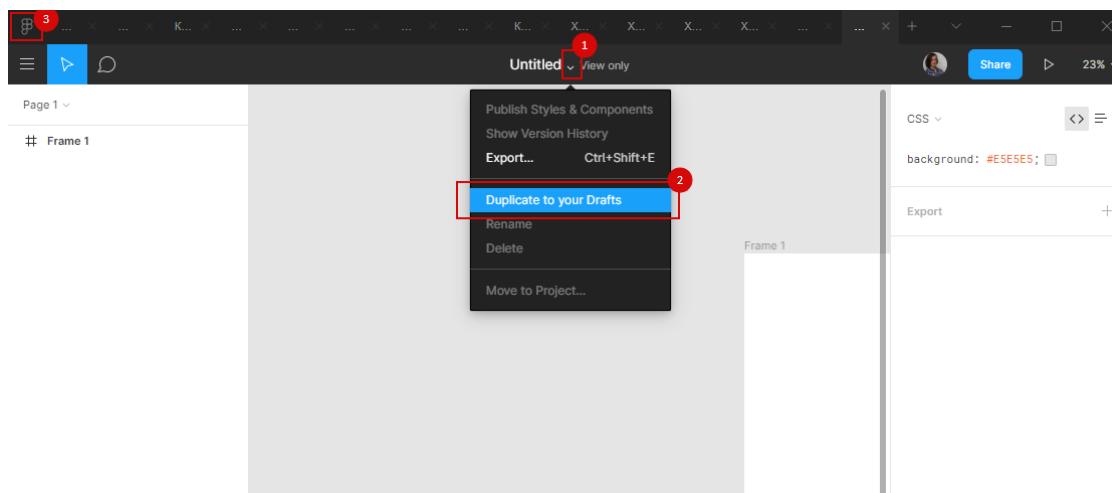 3
... ... K... ... ... ... ... ... K... X... X... X... X... ... ...
1
Untitled View only
Share
23%
Page 1
Frame 1
Publish Styles & Components
Show Version History
Export... Ctrl+Shift+E
2
Duplicate to your Drafts
Rename
Delete
Move to Project...
Frame 1
CSS
background: #E5E5E5;
Export